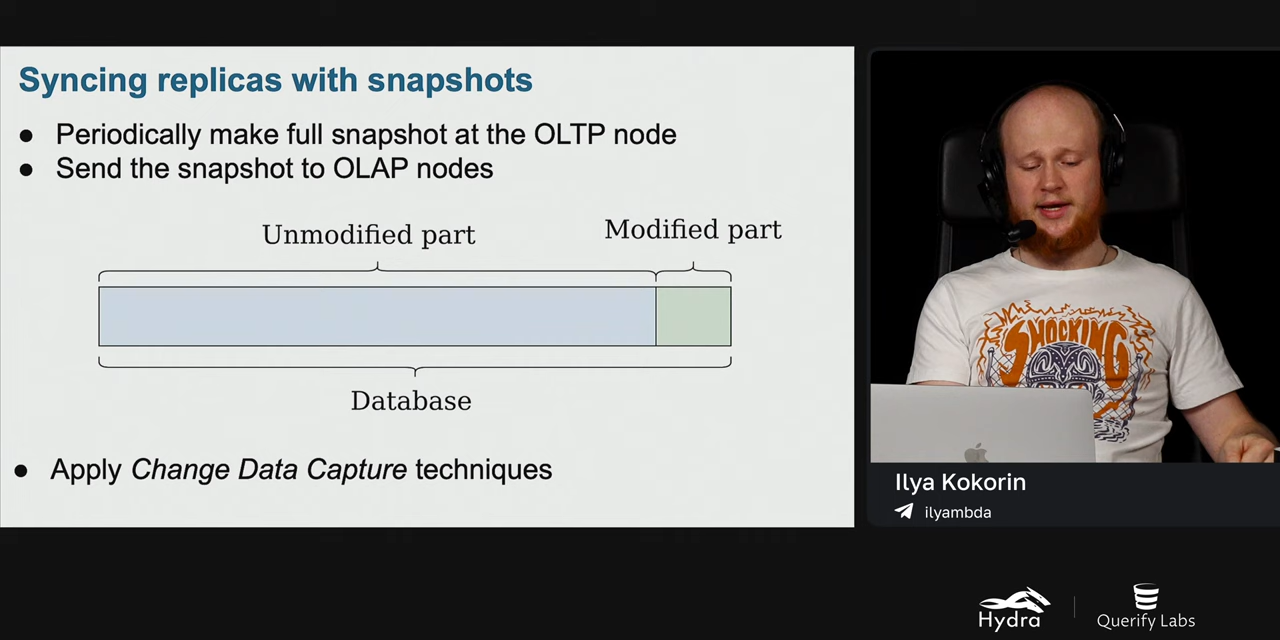 Syncing replicas with snapshots
● Periodically make full snapshot at the OLTP node
● Send the snapshot to OLAP nodes
Unmodified part
Modified part
Database
● Apply Change Data Capture techniques
SHOCKING
Ilya Kokorin
ilyambda
Hydra
Querify Labs